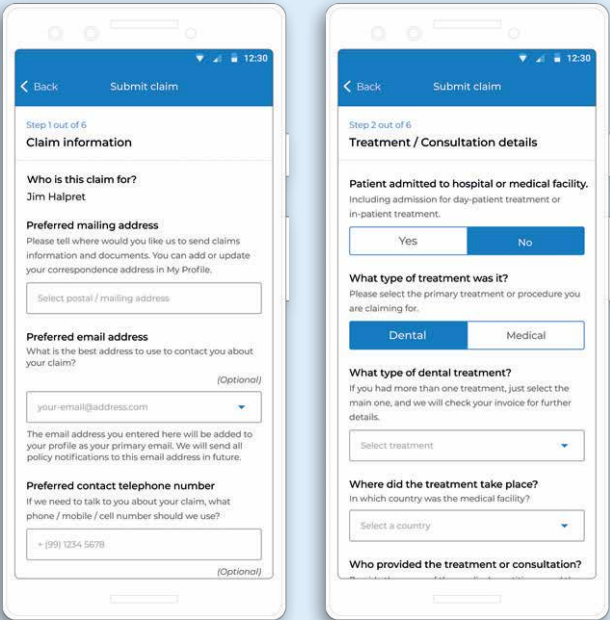 12:30
Back
Submit claim
Step 1 out of 6
Claim information
Who is this claim for?
Jim Halpret
Preferred mailing address
Please tell where would you like us to send claims
information and documents. You can add or update
your correspondence address in My Profile.
Select postal / mailing address
Preferred email address
What is the best address to use to contact you about
your claim?
(Optional)
your-email@address.com
The email address you entered here will be added to
your profile as your primary email. We will send all
policy notifications to this email address in future.
Preferred contact telephone number
If we need to talk to you about your claim, what
phone / mobile / cell number should we use?
+ (99) 1234 5678
(Optional)
12:30
Back
Submit claim
Step 2 out of 6
Treatment / Consultation details
Patient admitted to hospital or medical facility.
Including admission for day-patient treatment or
in-patient treatment.
Yes
No
What type of treatment was it?
Please select the primary treatment or procedure you
are claiming for.
Dental
Medical
What type of dental treatment?
If you had more than one treatment, just select the
main one, and we will check your invoice for further
details.
Select treatment
Where did the treatment take place?
In which country was the medical facility?
Select a country
Who provided the treatment or consultation?